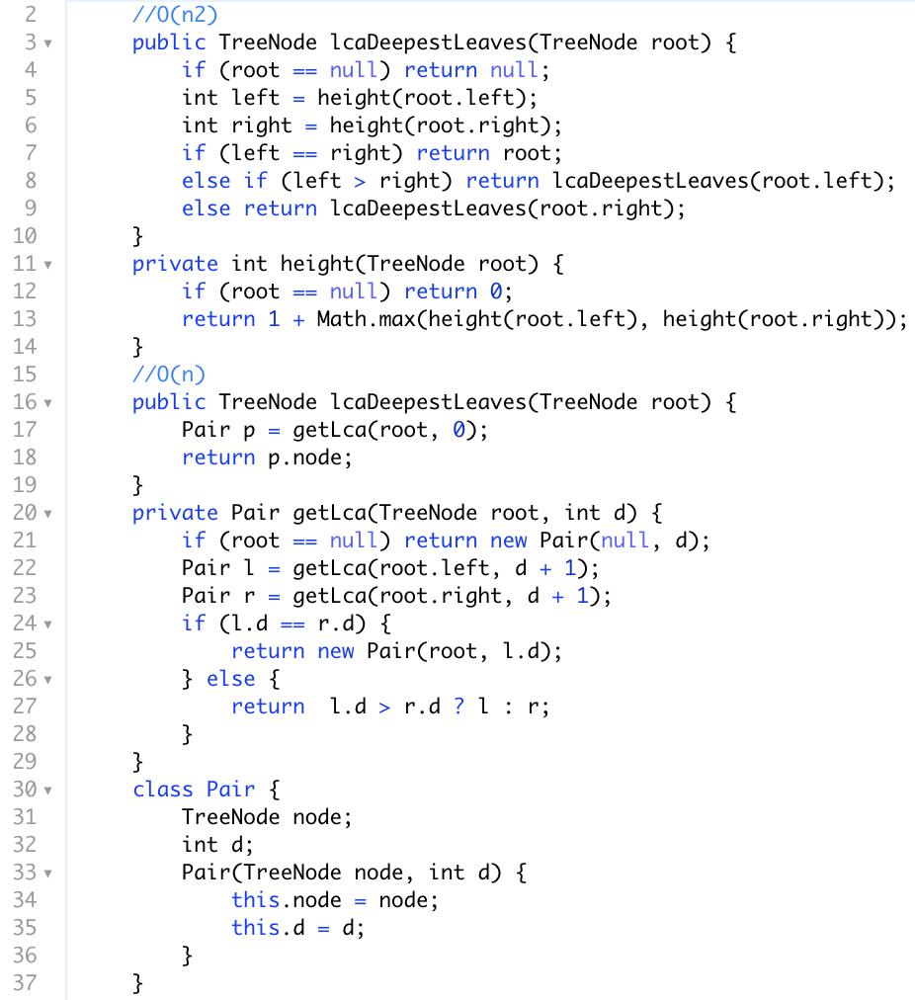 2 //O(n2)
3 public TreeNode lcaDeepestLeaves(TreeNode root) {
4 if (root == null) return null;
5 int left = height(root.left);
6 int right = height(root.right);
7 if (left == right) return root;
8 else if (left > right) return lcaDeepestLeaves(root.left);
9 else return lcaDeepestLeaves(root.right);
10 }
11 private int height(TreeNode root) {
12 if (root == null) return 0;
13 return 1 + Math.max(height(root.left), height(root.right));
14 }
15 //O(n)
16 public TreeNode lcaDeepestLeaves(TreeNode root) {
17 Pair p = getLca(root, 0);
18 return p.node;
19 }
20 private Pair getLca(TreeNode root, int d) {
21 if (root == null) return new Pair(null, d);
22 Pair l = getLca(root.left, d + 1);
23 Pair r = getLca(root.right, d + 1);
24 if (l.d == r.d) {
25 return new Pair(root, l.d);
26 } else {
27 return  l.d > r.d ? l : r;
28 }
29 }
30 class Pair {
31 TreeNode node;
32 int d;
33 Pair(TreeNode node, int d) {
34 this.node = node;
35 this.d = d;
36 }
37 }